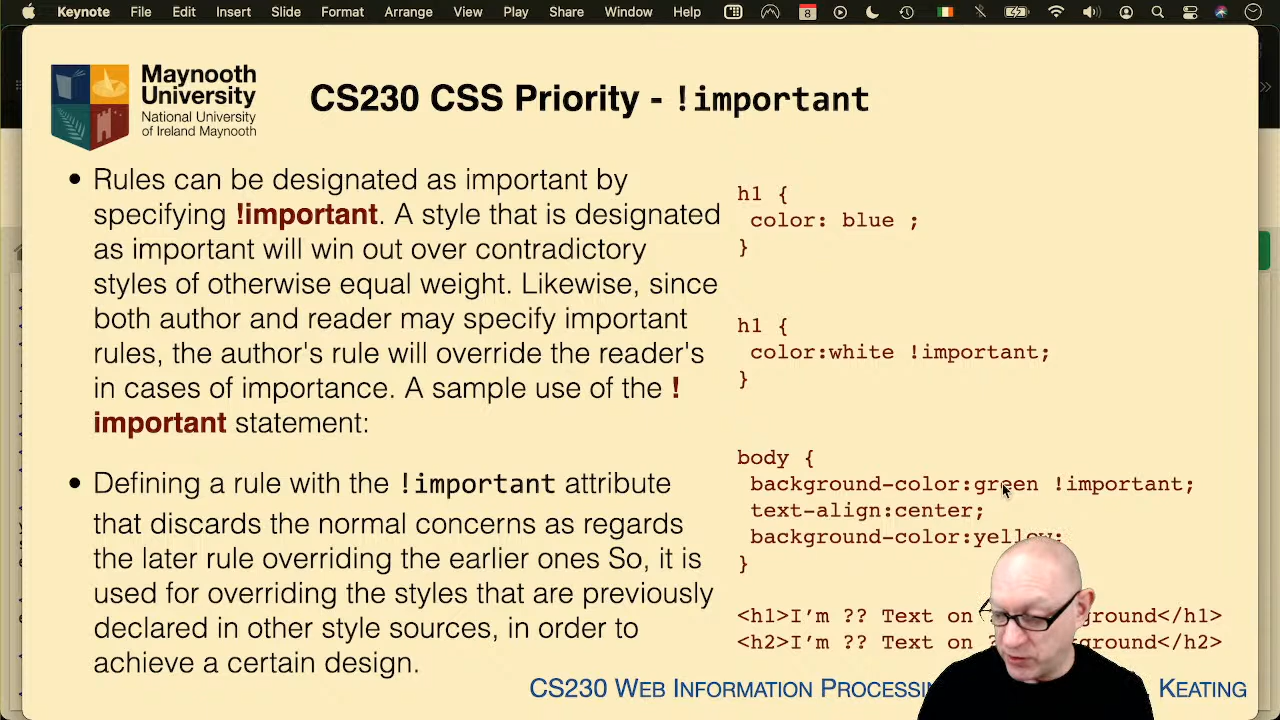 Keynote File Edit Insert Slide Format Arrange View Play Share Window Help 8
Maynooth
University
National University
of Ireland Maynooth
CS230 CSS Priority - !important
• Rules can be designated as important by
specifying !important. A style that is designated
as important will win out over contradictory
styles of otherwise equal weight. Likewise, since
both author and reader may specify important
rules, the author's rule will override the reader's
in cases of importance. A sample use of the !
important statement:
• Defining a rule with the !important attribute
that discards the normal concerns as regards
the later rule overriding the earlier ones So, it is
used for overriding the styles that are previously
declared in other style sources, in order to
achieve a certain design.
h1 {
color: blue ;
}
h1 {
color:white !important;
}
body {
background-color:green !important;
text-align:center;
background-color:yellow;
}
<h1>I’m ?? Text on ground</h1>
<h2>I’m ?? Text on ground</h2>
CS230 WEB INFORMATION KEATING